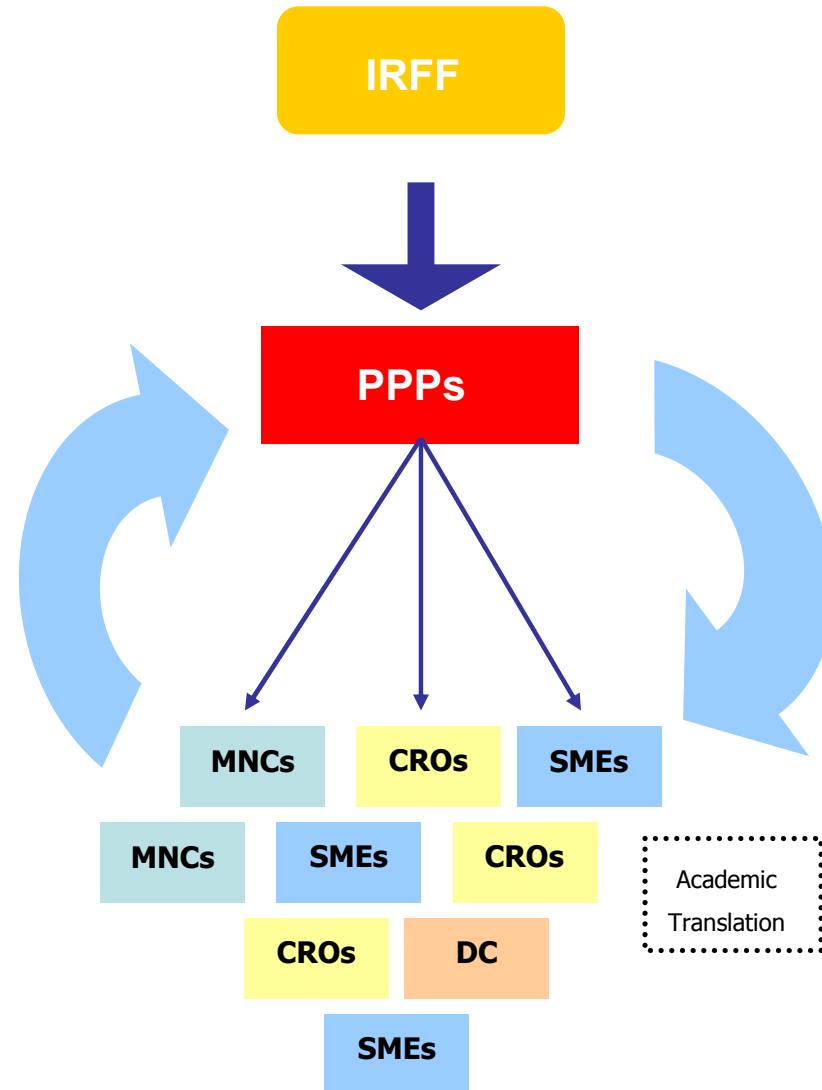 IRFF
PPPs
MNCs
CROs
SMEs
MNCs
SMEs
CROs
Academic
Translation
CROs
DC
SMEs